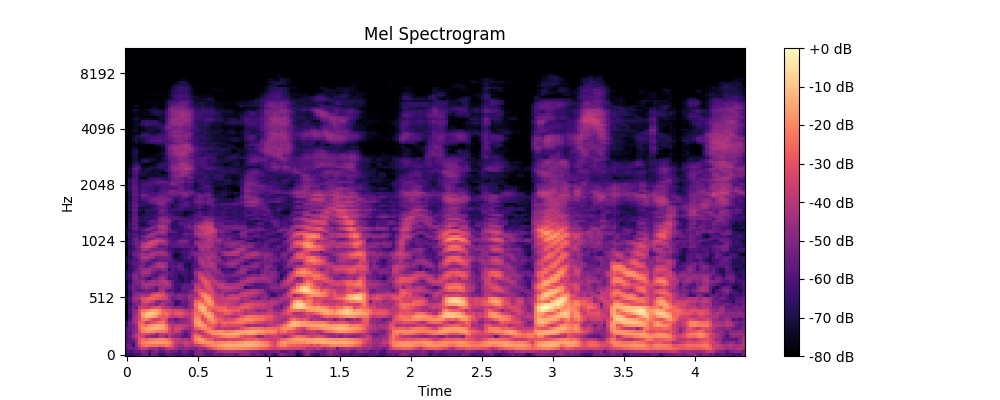 Mel Spectrogram
Hz
8192
4096
2048
1024
512
0
0 0.5 1 1.5 2 2.5 3 3.5 4
Time
+0 dB
-10 dB
-20 dB
-30 dB
-40 dB
-50 dB
-60 dB
-70 dB
-80 dB